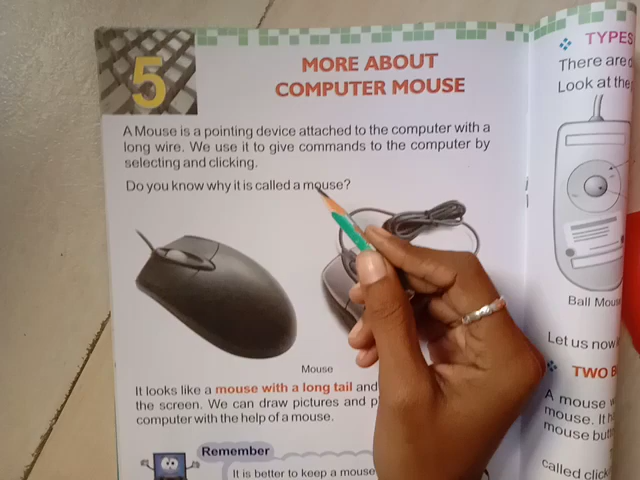 5
MORE ABOUT
COMPUTER MOUSE
A Mouse is a pointing device attached to the computer with a
long wire. We use it to give commands to the computer by
selecting and clicking.
Do you know why it is called a mouse?
Mouse
It looks like a mouse with a long tail and
the screen. We can draw pictures and
computer with the help of a mouse.
Remember
It is better to keep a mouse
TYPES
There are
Look at the
Ball
Let us now
TWO
A mouse
mouse. It
mouse
called